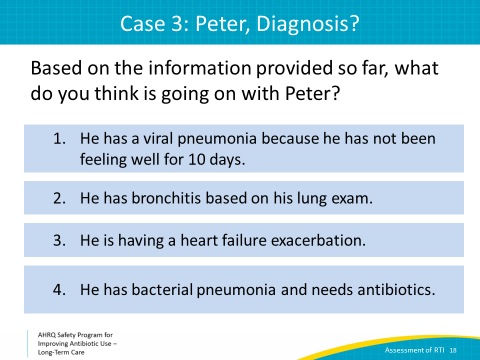 Case 3: Peter, Diagnosis?
Based on the information provided so far, what
do you think is going on with Peter?
1. He has a viral pneumonia because he has not been
feeling well for 10 days.
2. He has bronchitis based on his lung exam.
3. He is having a heart failure exacerbation.
4. He has bacterial pneumonia and needs antibiotics.
AHRQ Safety Program for
Improving Antibiotic Use –
Long-Term Care
Assessment of RTI 18